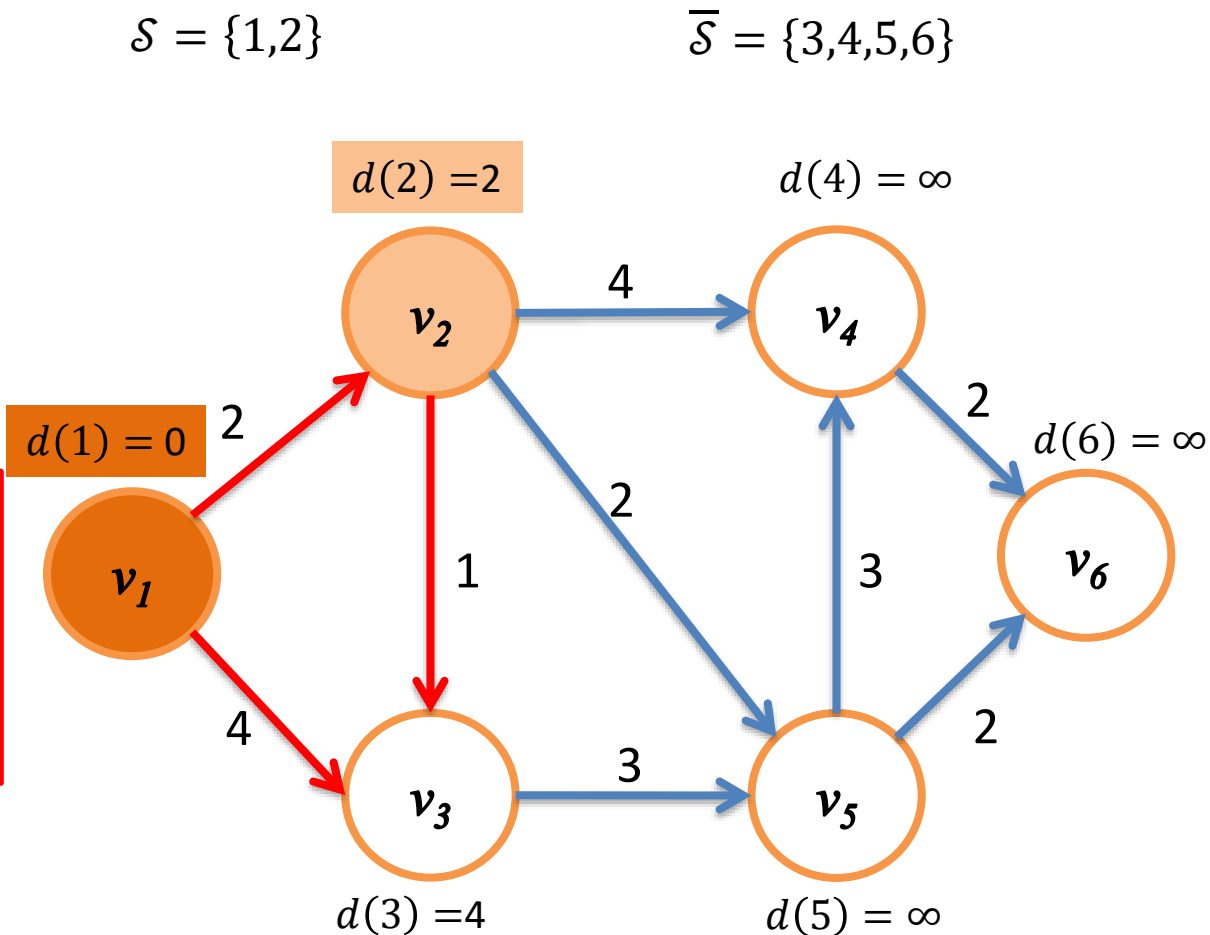 𝒮 = {1,2}
𝒮̅ = {3,4,5,6}
d(2) =2
d(4) = ∞
4
v₂
v₄
2
2
d(1) = 0
d(6) = ∞
2
v₁
1
3
v₆
4
2
3
v₃
v₅
d(3) =4
d(5) = ∞